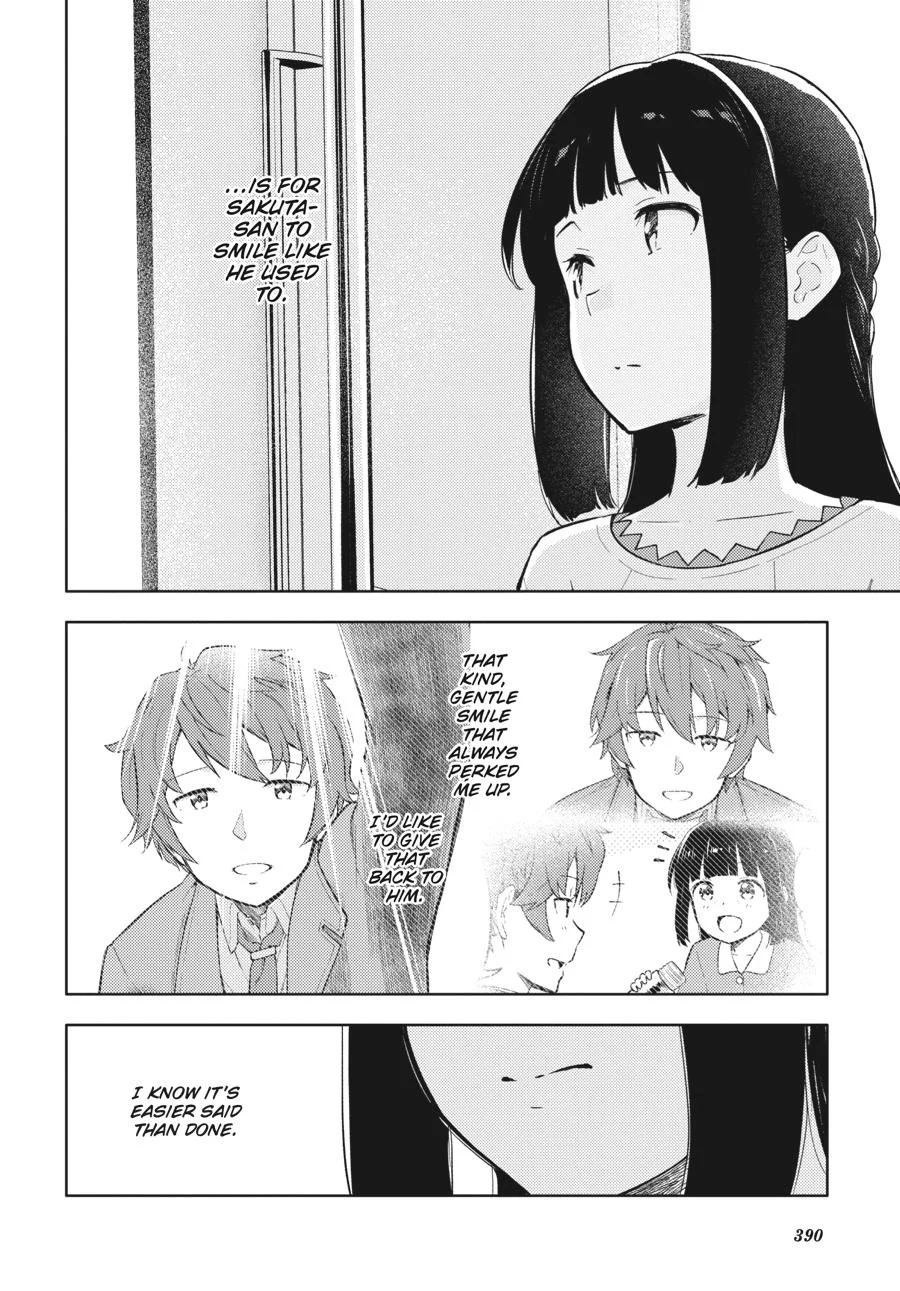 ...IS FOR
SAKUTA-
SAN TO
SMILE LIKE
HE USED
TO.
THAT
KIND,
GENTLE
SMILE
THAT
ALWAYS
PERKED
ME UP.
I'D LIKE
TO GIVE
THAT
BACK TO
HIM.
I KNOW IT'S
EASIER SAID
THAN DONE.
390